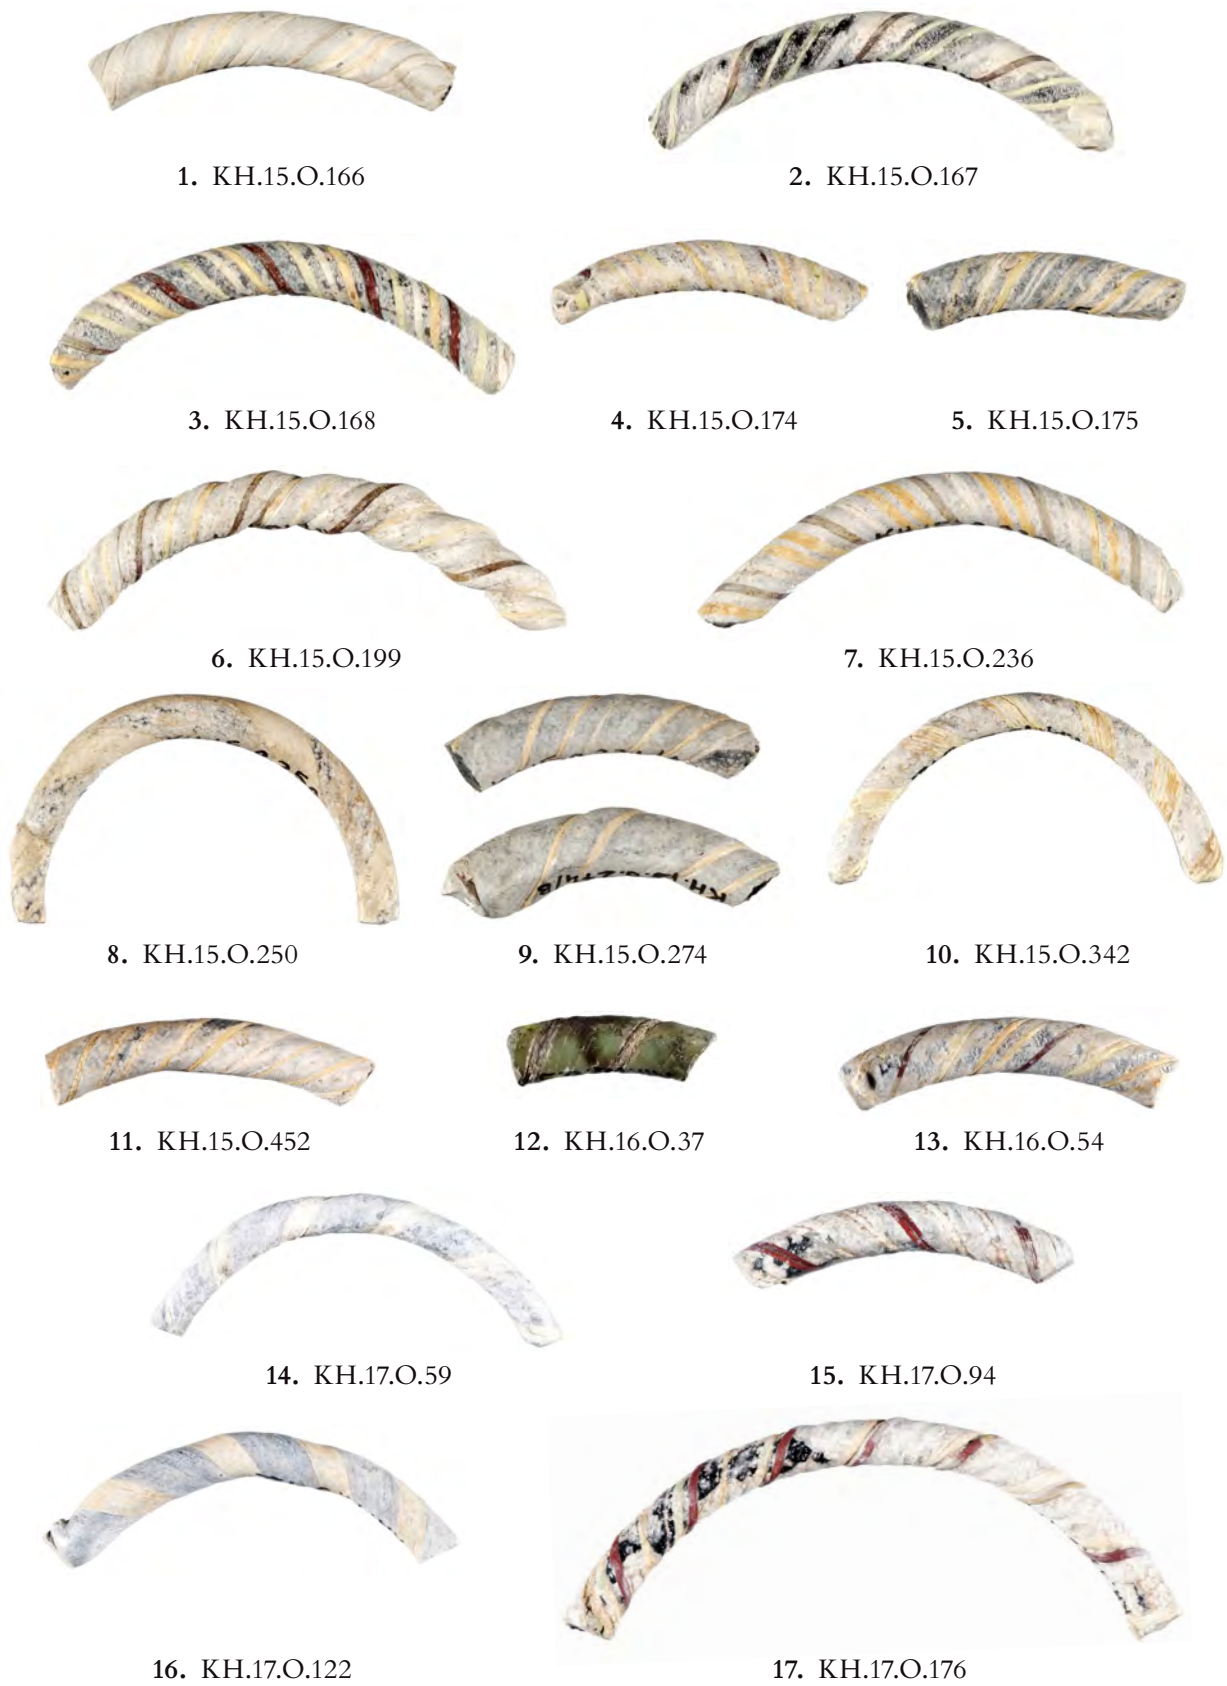 1. KH.15.O.166
2. KH.15.O.167
3. KH.15.O.168
4. KH.15.O.174
5. KH.15.O.175
6. KH.15.O.199
7. KH.15.O.236
8. KH.15.O.250
9. KH.15.O.274
10. KH.15.O.342
11. KH.15.O.452
12. KH.16.O.37
13. KH.16.O.54
14. KH.17.O.59
15. KH.17.O.94
16. KH.17.O.122
17. KH.17.O.176